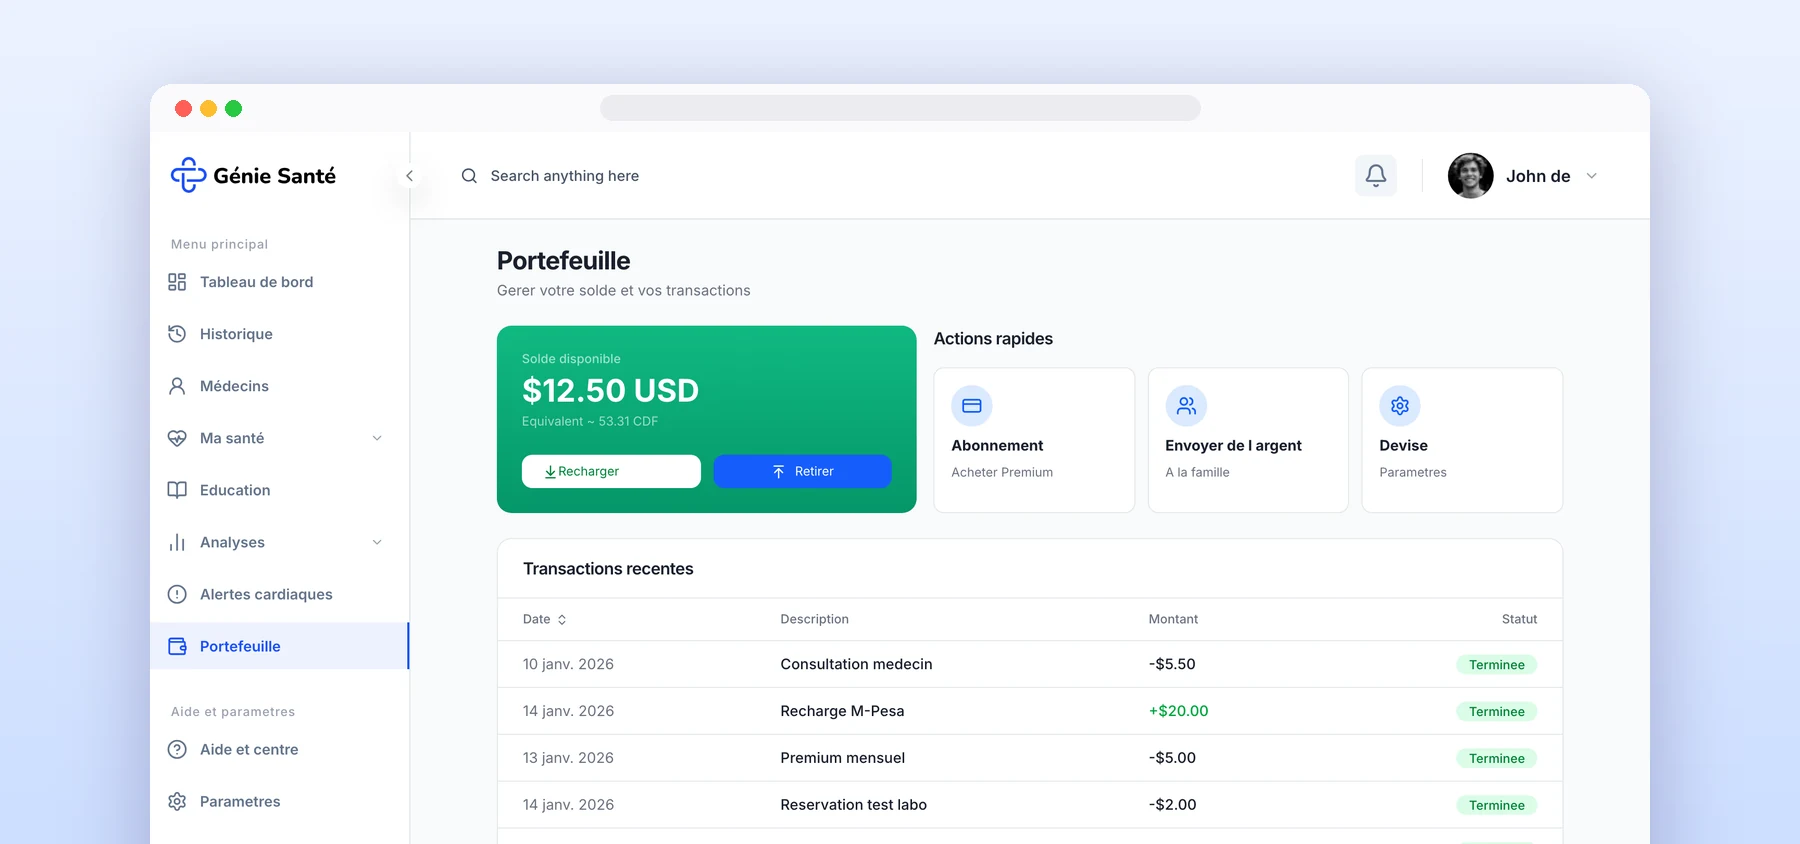 Génie Santé
Search anything here
John de
Menu principal
Tableau de bord
Historique
Médecins
Ma santé
Education
Analyses
Alertes cardiaques
Portefeuille
Aide et parametres
Aide et centre
Parametres
Portefeuille
Gerer votre solde et vos transactions
Solde disponible
$12.50 USD
Equivalent ~ 53.31 CDF
Recharger
Retirer
Actions rapides
Abonnement
Acheter Premium
Envoyer de l argent
A la famille
Devise
Parametres
Transactions recentes
Date Description Montant Statut
10 janv. 2026 Consultation medecin -$5.50 Terminee
14 janv. 2026 Recharge M-Pesa +$20.00 Terminee
13 janv. 2026 Premium mensuel -$5.00 Terminee
14 janv. 2026 Reservation test labo -$2.00 Terminee